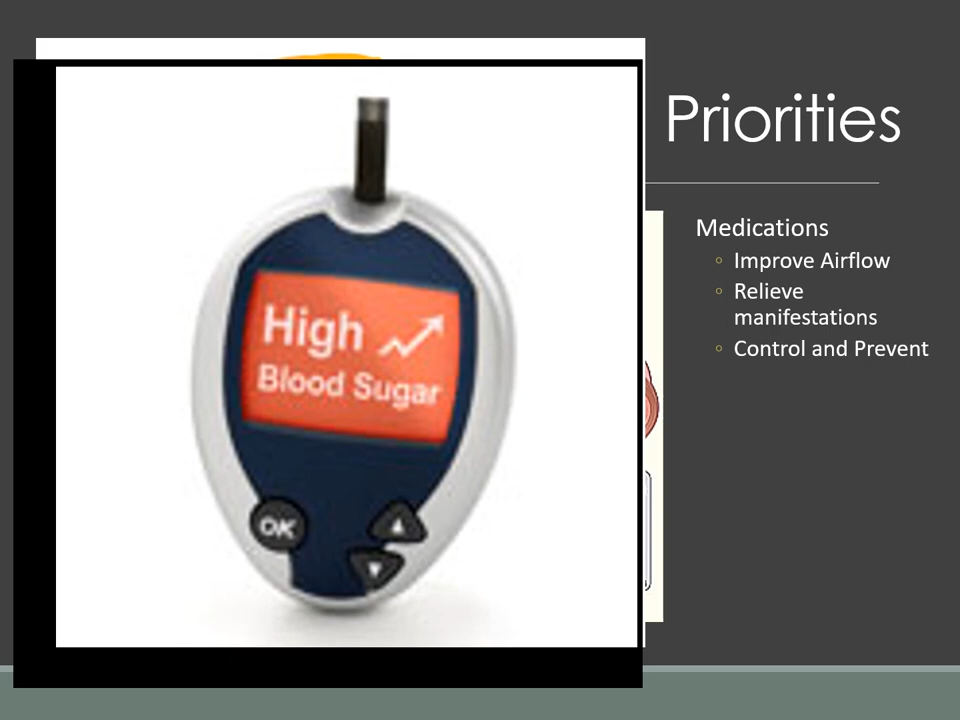 Priorities
Medications
Improve Airflow
Relieve
manifestations
Control and Prevent
High
Blood Sugar
OK